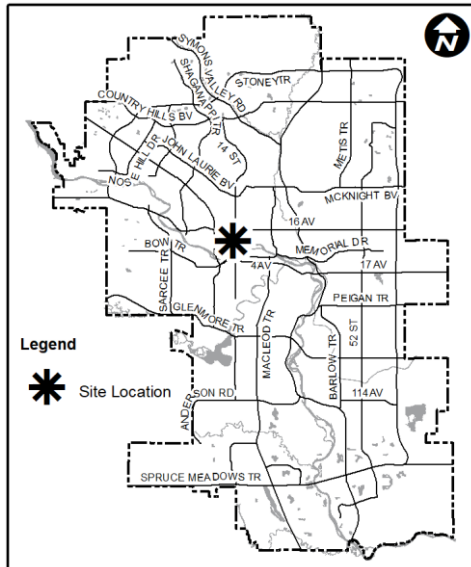 N
SYMONS VALLEY RD
SHAGANAPPI TR
STONEY TR
COUNTRY HILLS BV
14 ST
METIS TR
JOHN LAURIE BV
NOSE HILL DR
MCKNIGHT BV
16 AV
MEMORIAL DR
BOW TR
SARCEE TR
4 AV
17 AV
PEIGAN TR
GLENMORE TR
MACLEOD TR
BARLOW TR
52 ST
Legend
Site Location
ANDERSON RD
114 AV
SPRUCE MEADOWS TR